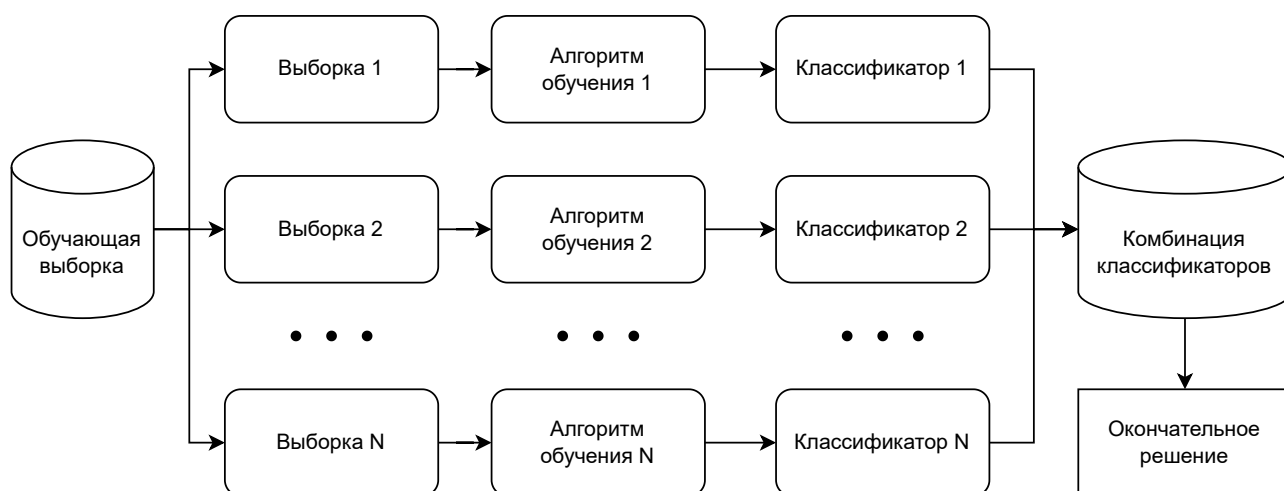 Выборка 1
Алгоритм
обучения 1
Классификатор 1
Обучающая
выборка
Выборка 2
Алгоритм
обучения 2
Классификатор 2
Комбинация
классификаторов
• • •
• • •
• • •
Выборка N
Алгоритм
обучения N
Классификатор N
Окончательное
решение